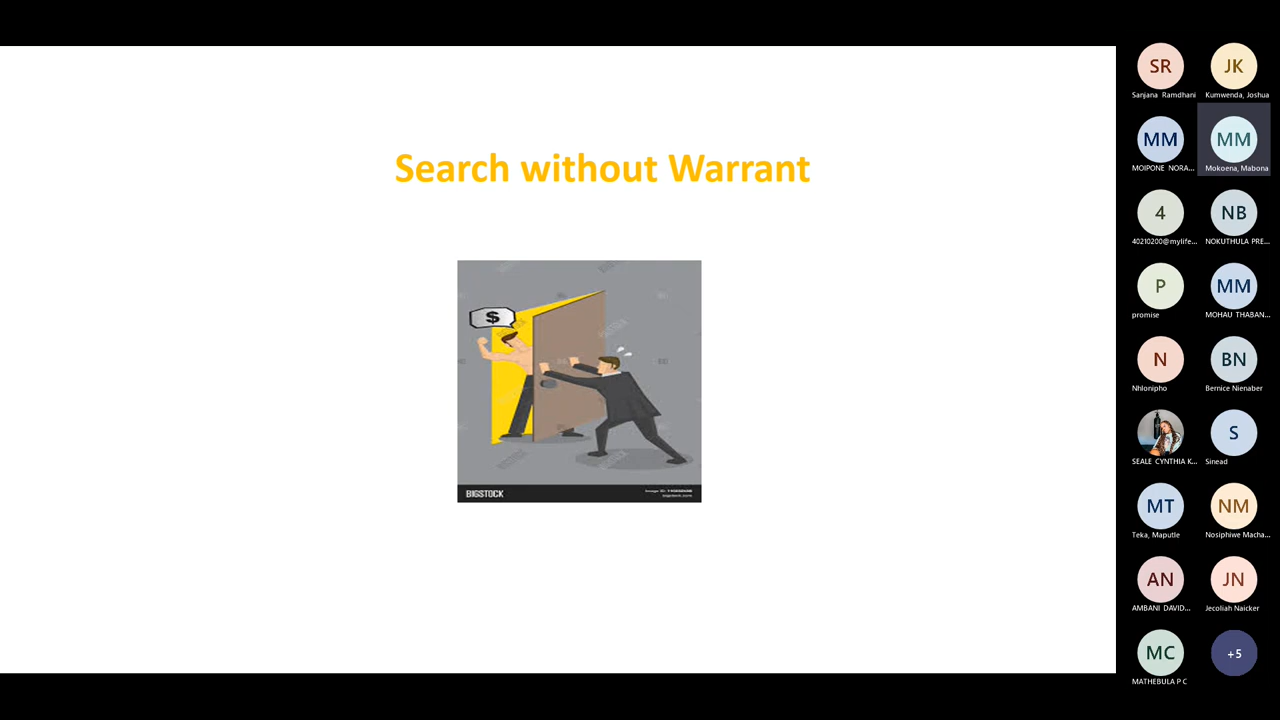 Search without Warrant
$
BIGSTOCK
bigstock.com
SR
JK
Sanjana Ramdhani
Kumwenda, Joshua
MM
MM
MOIPONE NORA...
Mokoena, Mabona
4
NB
40210200@mylife...
NOKUTHULA PRE...
P
MM
promise
MOHAU THABAN...
N
BN
Nhlonipho
Bernice Nienaber
S
SEALE CYNTHIA K...
Sinead
MT
NM
Teka, Maputle
Nosiphiwe Macha...
AN
JN
AMBANI DAVID...
Jecoliah Naicker
MC
+5
MATHEBULA P C